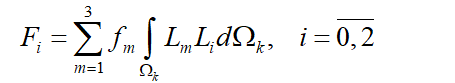 $F_i = \sum_{m=1}^{3} f_m \int_{\Omega_k} L_m L_i d\Omega_k, \quad i = \overline{0,2}$